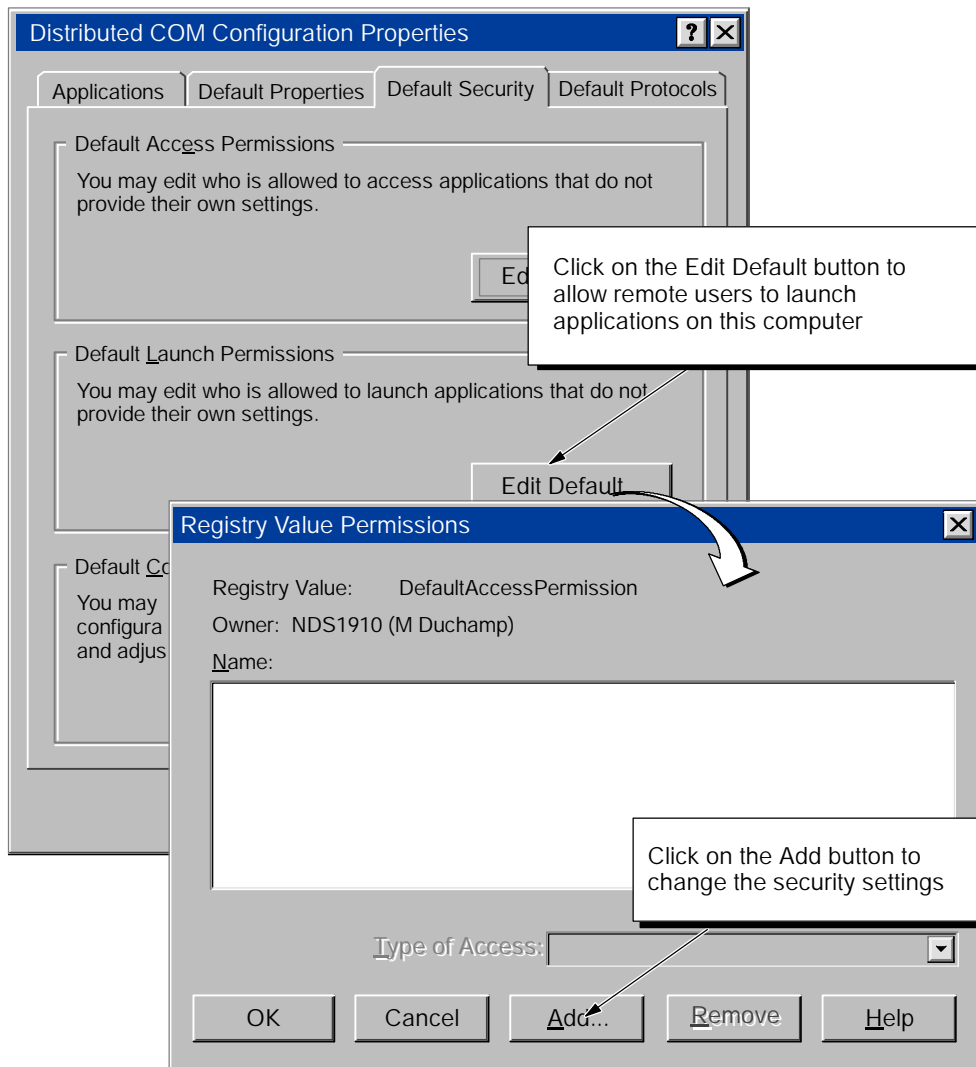 Distributed COM Configuration Properties
?
Applications
Default Properties
Default Security
Default Protocols
Default Access Permissions
You may edit who is allowed to access applications that do not
provide their own settings.
Click on the Edit Default button to
allow remote users to launch
applications on this computer
Default Launch Permissions
You may edit who is allowed to launch applications that do not
provide their own settings.
Edit Default...
Registry Value Permissions
Default
You may
and adjus
Registry Value: DefaultAccessPermission
Owner: NDS1910 (M Duchamp)
Name:
Click on the Add button to
change the security settings
Type of Access:
OK
Cancel
Add...
Remove
Help